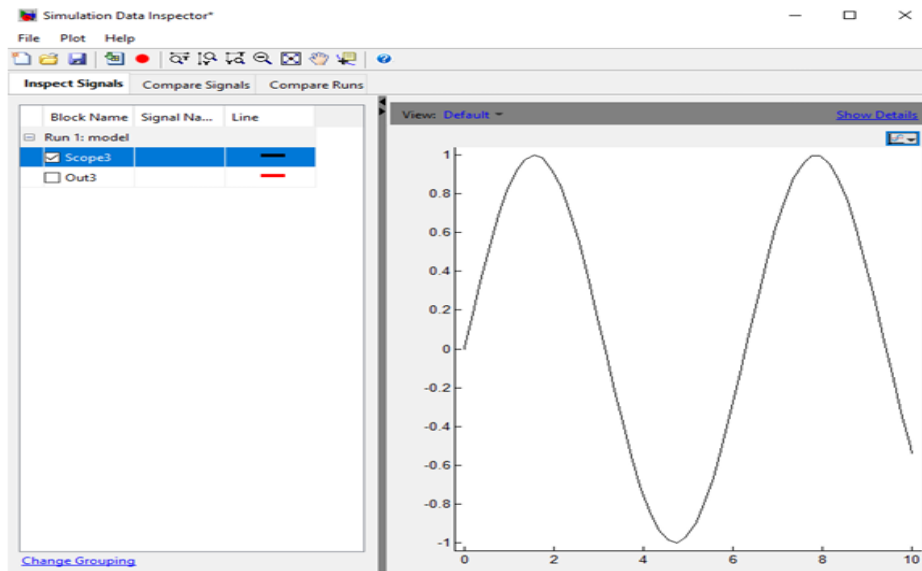 Simulation Data Inspector*
File Plot Help
Inspect Signals Compare Signals Compare Runs
Block Name Signal Na... Line
Run 1: model
Scope3
Out3
Change Grouping
View: Default
Show Details
1
0.8
0.6
0.4
0.2
0
-0.2
-0.4
-0.6
-0.8
-1
0 2 4 6 8 10